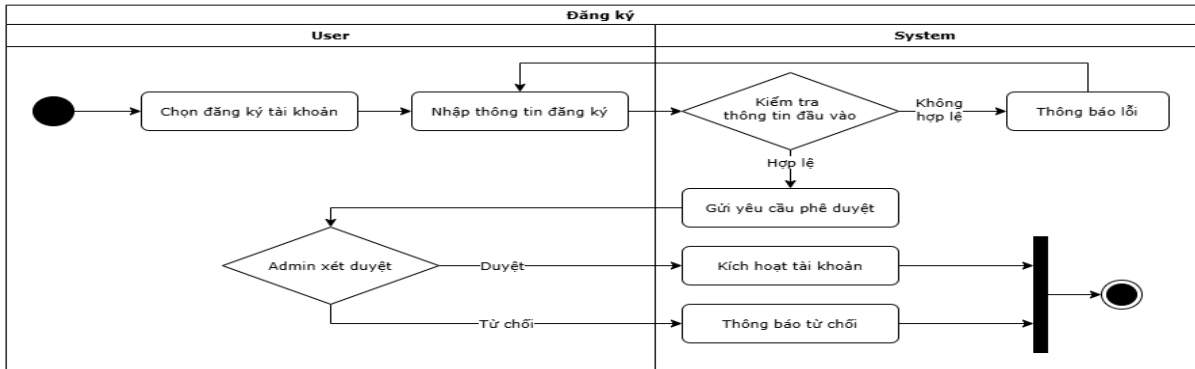 Đăng ký
User
System
Chọn đăng ký tài khoản
Nhập thông tin đăng ký
Kiểm tra
thông tin đầu vào
Không
hợp lệ
Thông báo lỗi
Hợp lệ
Gửi yêu cầu phê duyệt
Admin xét duyệt
Duyệt
Kích hoạt tài khoản
Từ chối
Thông báo từ chối